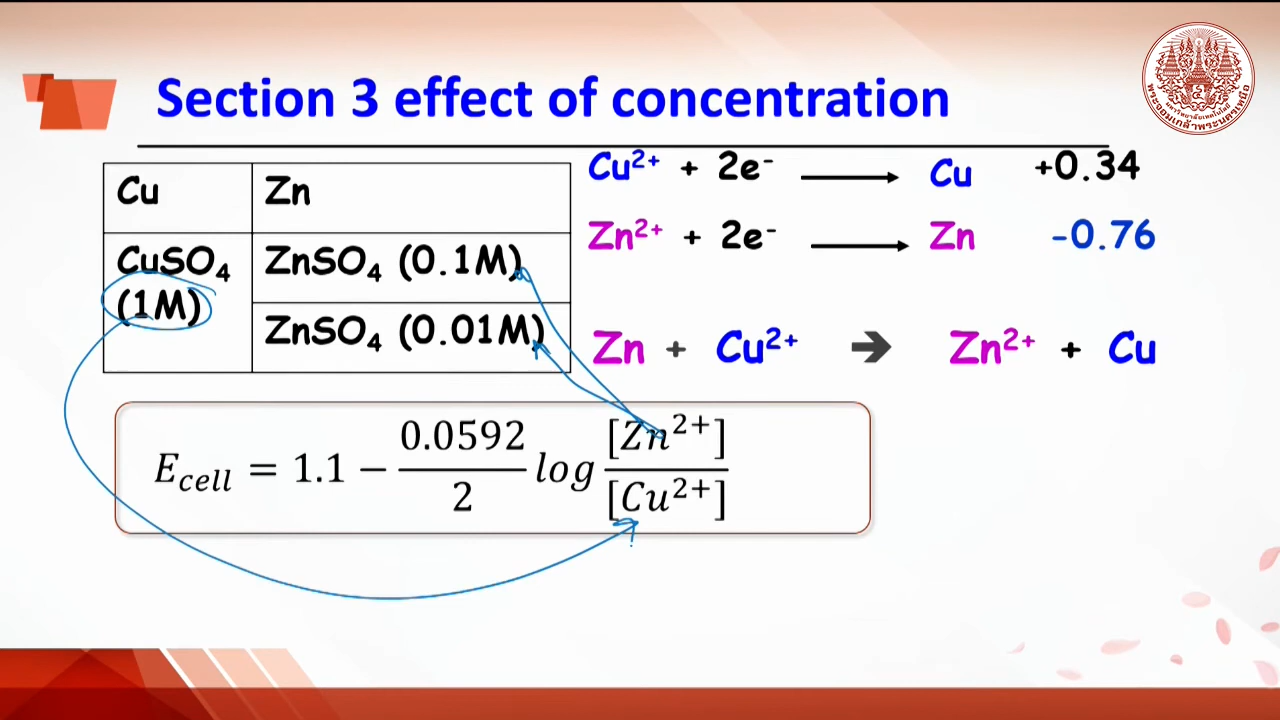 Section 3 effect of concentration
Cu Zn
CuSO₄ (1M)
ZnSO₄ (0.1M)
ZnSO₄ (0.01M)
Cu²⁺ + 2e⁻ ⟶ Cu +0.34
Zn²⁺ + 2e⁻ ⟶ Zn -0.76
Zn + Cu²⁺ ➔ Zn²⁺ + Cu
E_cell = 1.1 − 0.0592/2 log [Zn²⁺]/[Cu²⁺]